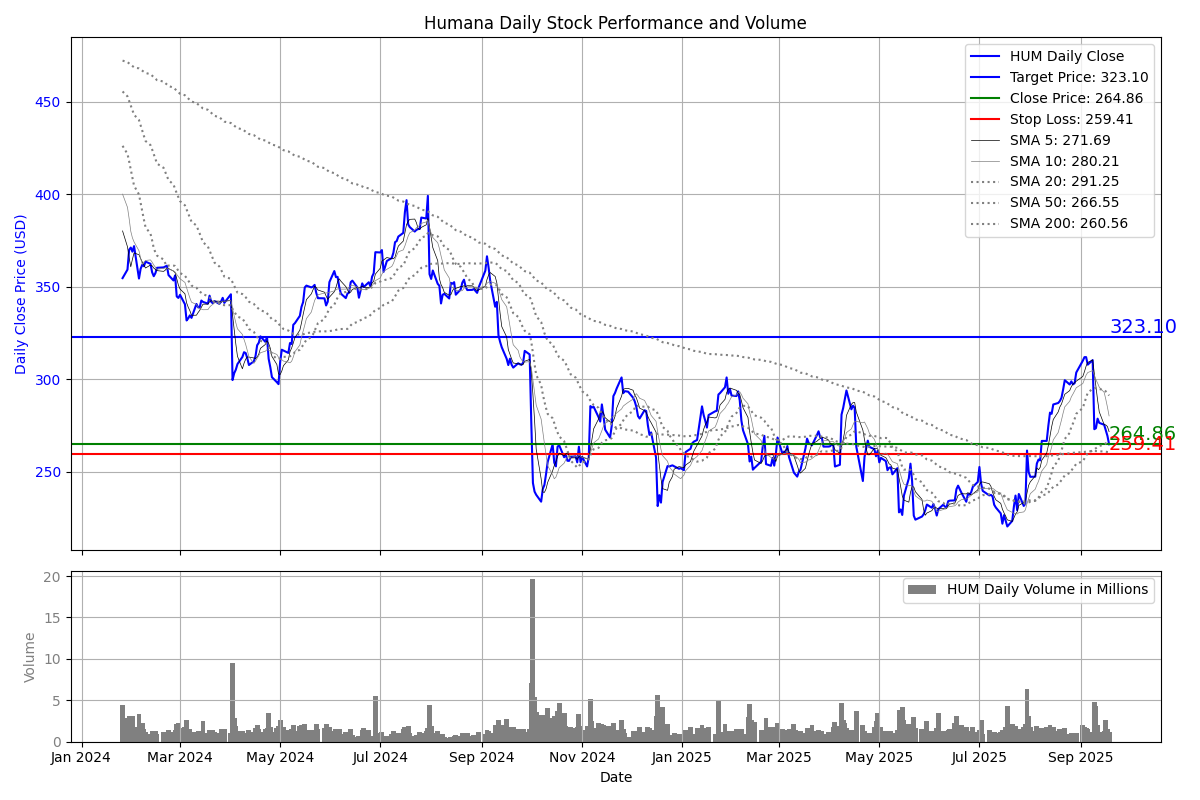 Humana Daily Stock Performance and Volume
HUM Daily Close
Target Price: 323.10
Close Price: 264.86
Stop Loss: 259.41
SMA 5: 271.69
SMA 10: 280.21
SMA 20: 291.25
SMA 50: 266.55
SMA 200: 260.56
Daily Close Price (USD)
450
400
350
300
250
323.10
264.86
259.41
HUM Daily Volume in Millions
Volume
20
15
10
5
0
Jan 2024 Mar 2024 May 2024 Jul 2024 Sep 2024 Nov 2024 Jan 2025 Mar 2025 May 2025 Jul 2025 Sep 2025
Date